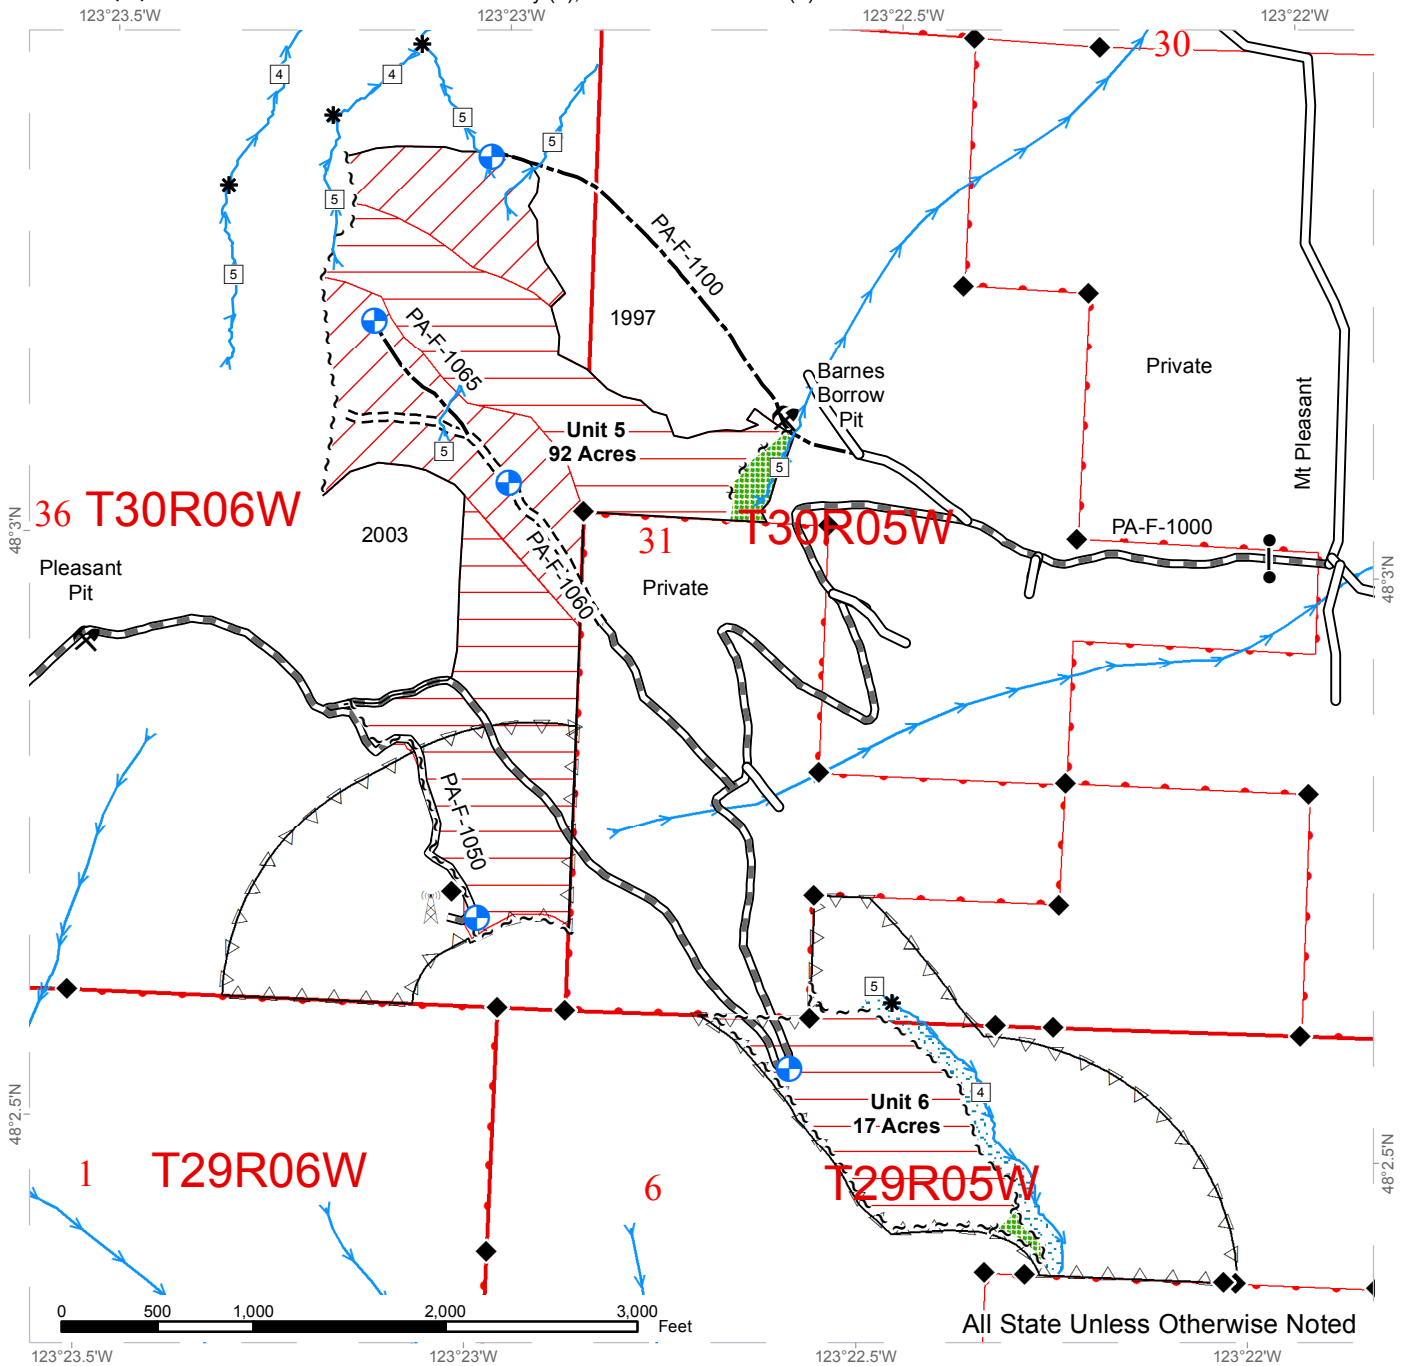 123°23.5'W
123°23'W
123°22.5'W
123°22'W
30
4
4
5
5
5
5
PA-F-1100
1997
PA-F-1065
Barnes
Borrow
Pit
Private
Mt Pleasant
Unit 5
92 Acres
5
5
36
T30R06W
2003
31
T30R05W
PA-F-1000
48°3'N
48°3'N
Pleasant
Pit
PA-F-1060
Private
PA-F-1050
5
4
Unit 6
17 Acres
48°2.5'N
48°2.5'N
1
T29R06W
6
T29R05W
0
500
1,000
2,000
3,000
Feet
All State Unless Otherwise Noted
123°23.5'W
123°23'W
123°22.5'W
123°22'W